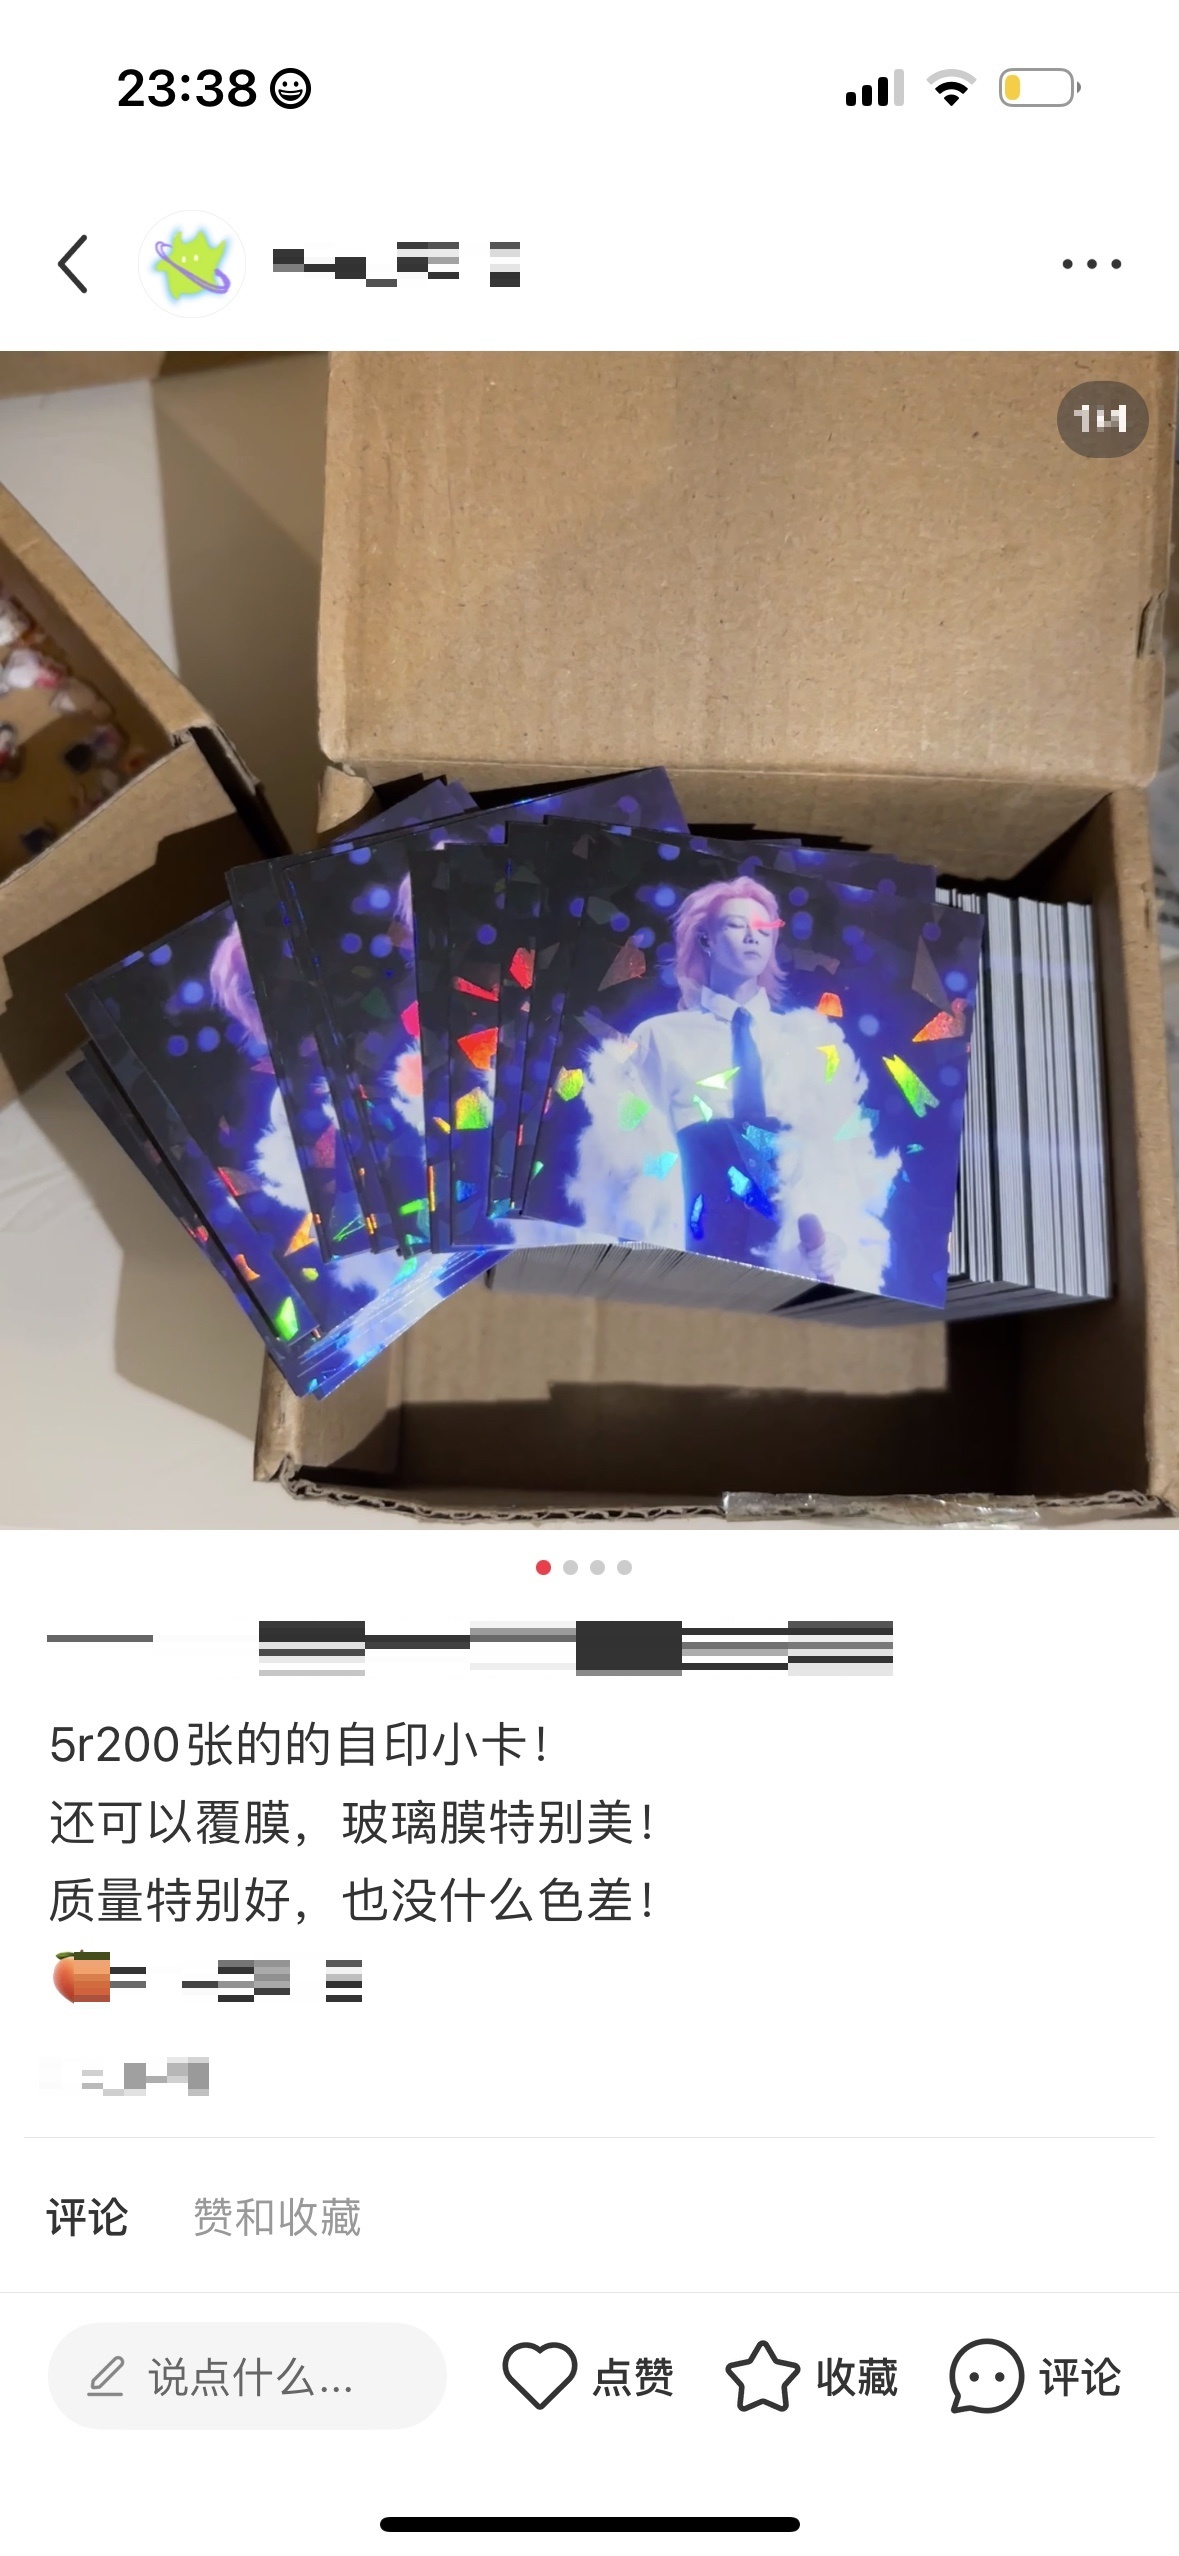 23:38
5r200张的的自印小卡！
还可以覆膜，玻璃膜特别美！
质量特别好，也没什么色差！
评论 赞和收藏
说点什么... 点赞 收藏 评论